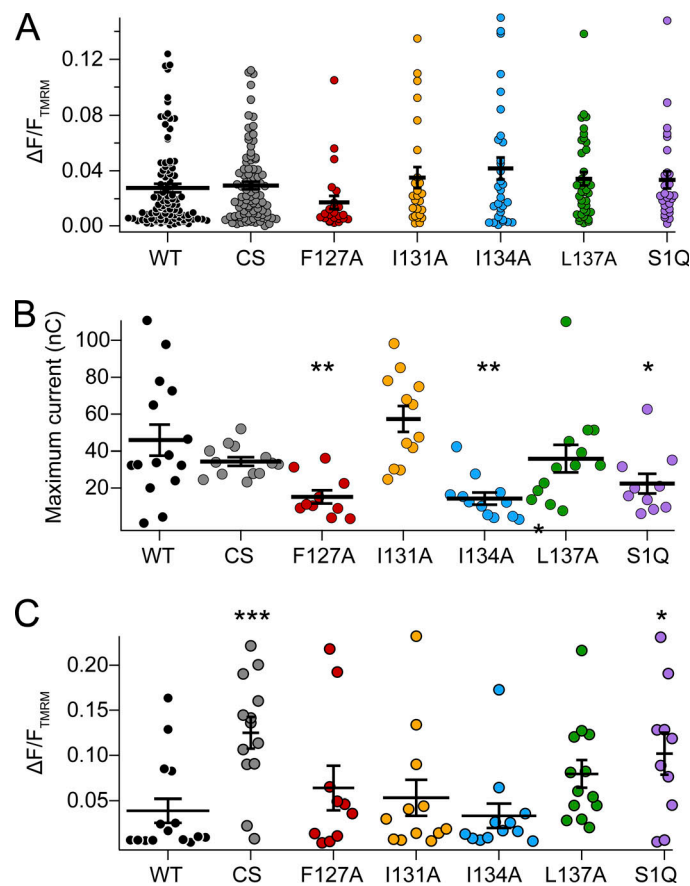 A
ΔF/F_TMRM
0.12
0.08
0.04
0.00
WT CS F127A I131A I134A L137A S1Q
B
Maximum current (nC)
100
80
60
40
20
** ** *
*
WT CS F127A I131A I134A L137A S1Q
C
*** *
ΔF/F_TMRM
0.20
0.15
0.10
0.05
WT CS F127A I131A I134A L137A S1Q